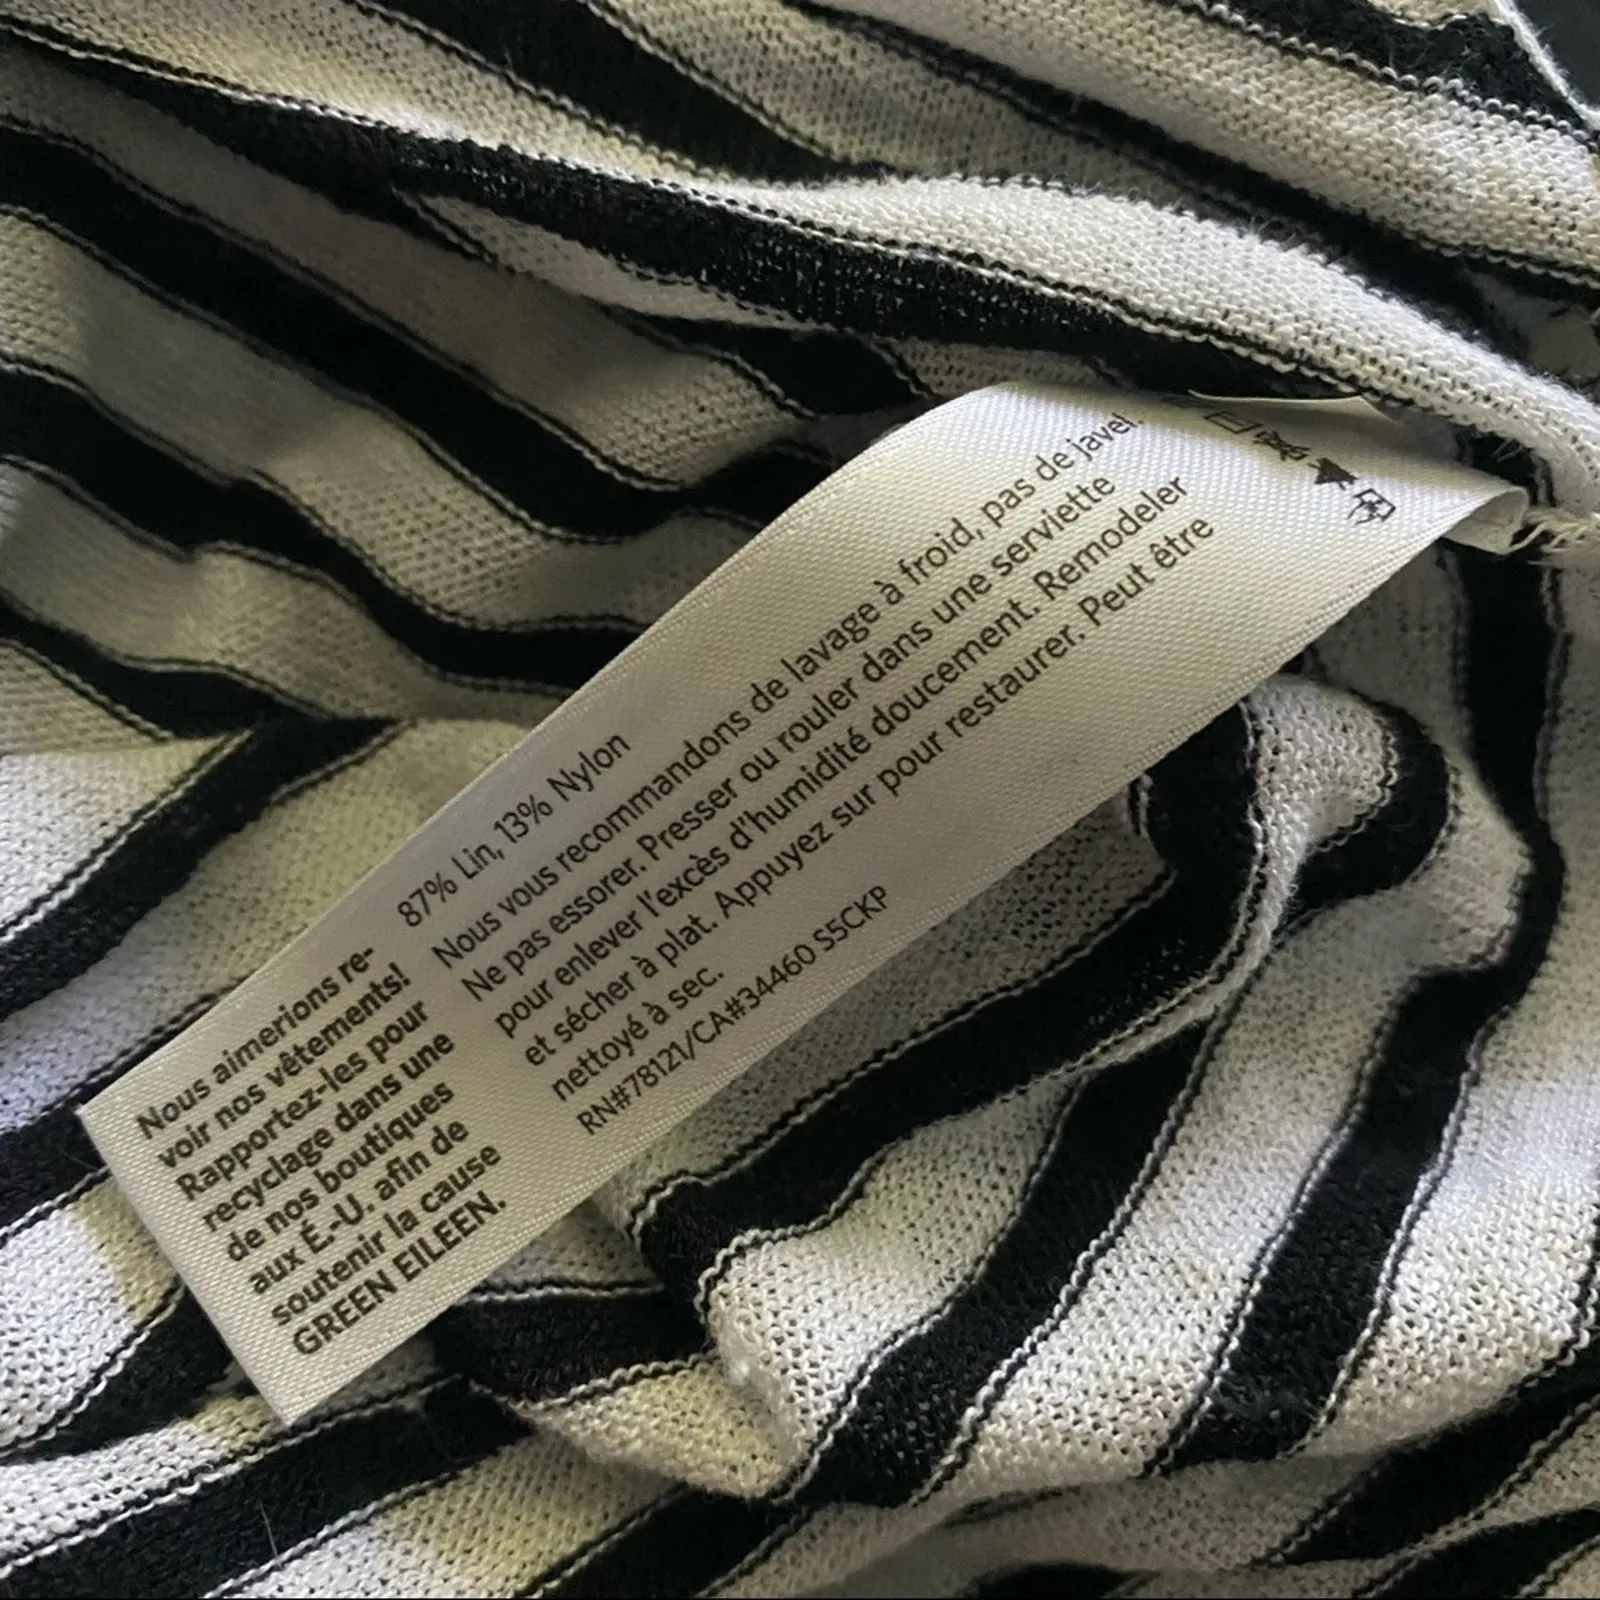 87% Lin, 13% Nylon
Nous vous recommandons de lavage à froid, pas de javel.
Ne pas essorer. Presser ou rouler dans une serviette
pour enlever l'excès d'humidité doucement. Remodeler
et sécher à plat. Appuyez sur pour restaurer. Peut être
nettoyé à sec.
RN#78121/CA#34460 S5CKP
Nous aimerions re-
voir nos vêtements!
Rapportez-les pour
recyclage dans une
de nos boutiques
aux É.-U. afin de
soutenir la cause
GREEN EILEEN.